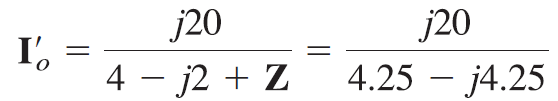 I′ₒ = j20 / (4 − j2 + Z) = j20 / (4.25 − j4.25)